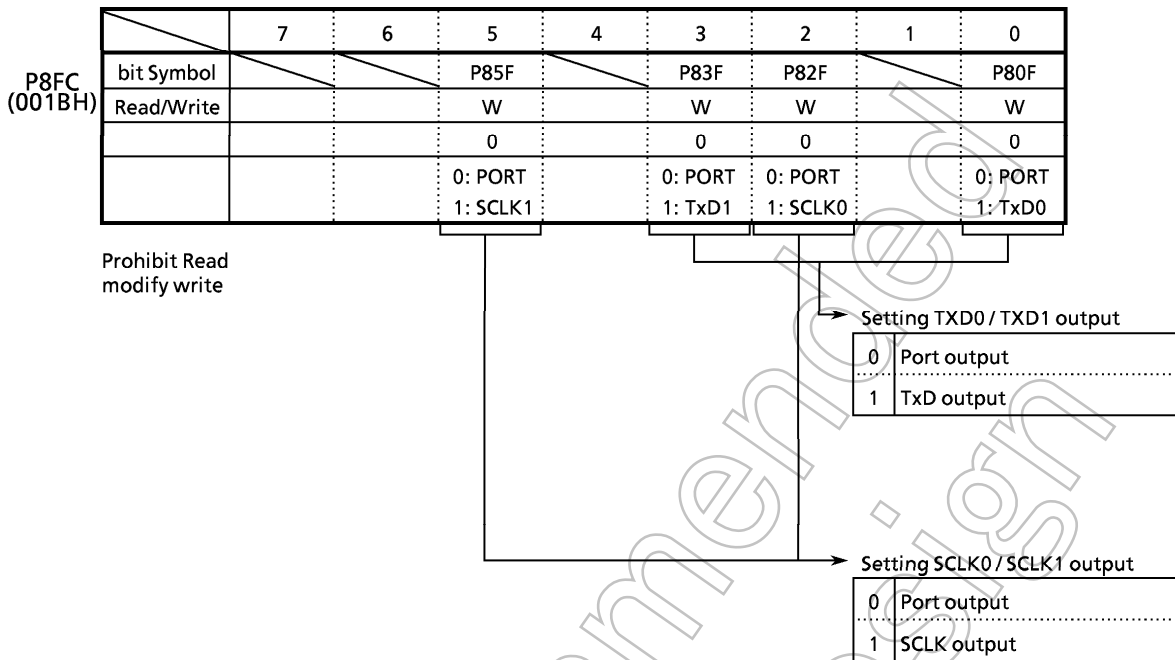 7 6 5 4 3 2 1 0
P8FC
(001BH)
bit Symbol P85F P83F P82F P80F
Read/Write W W W W
0 0 0 0
0: PORT 0: PORT 0: PORT 0: PORT
1: SCLK1 1: TxD1 1: SCLK0 1: TxD0
Prohibit Read
modify write
Setting TXD0 / TXD1 output
0 Port output
1 TxD output
Setting SCLK0 / SCLK1 output
0 Port output
1 SCLK output
mmended
esign